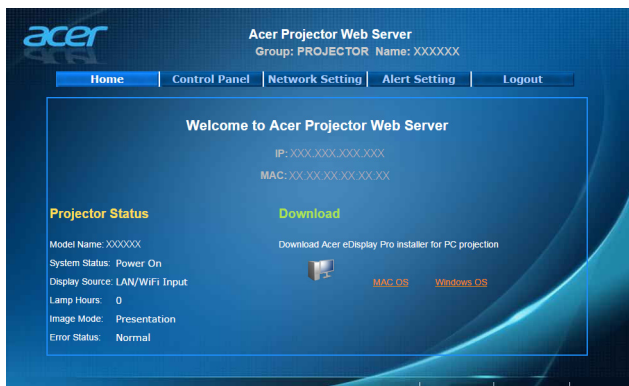 acer
Acer Projector Web Server
Group: PROJECTOR Name: XXXXXX
Home Control Panel Network Setting Alert Setting Logout
Welcome to Acer Projector Web Server
IP: XXX.XXX.XXX.XXX
MAC: XX:XX:XX:XX:XX:XX
Projector Status
Model Name: XXXXXX
System Status: Power On
Display Source: LAN/WiFi Input
Lamp Hours: 0
Image Mode: Presentation
Error Status: Normal
Download
Download Acer eDisplay Pro installer for PC projection
MAC OS Windows OS